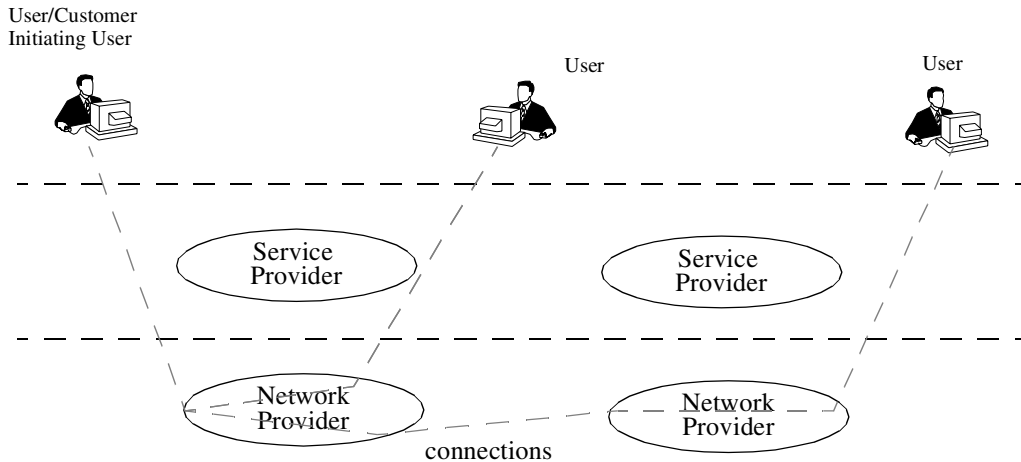 User/Customer
Initiating User
User
User
Service
Provider
Service
Provider
Network
Provider
Network
Provider
connections